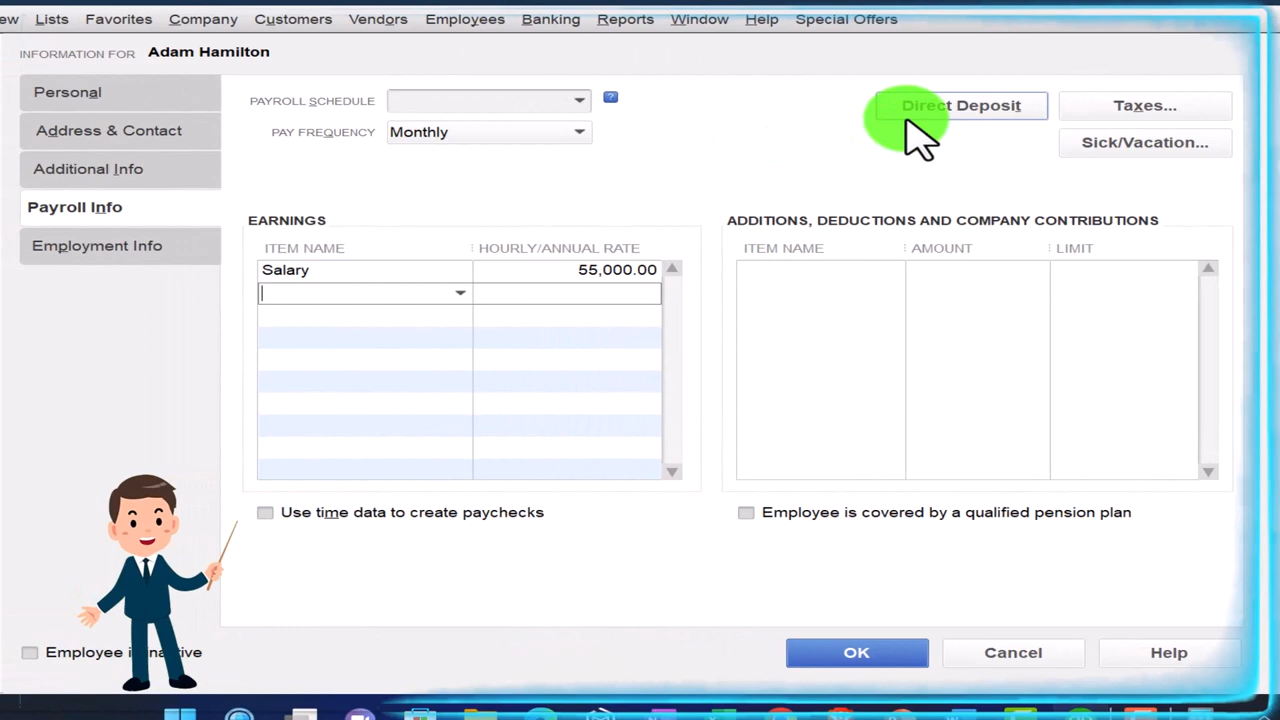 ew Lists Favorites Company Customers Vendors Employees Banking Reports Window Help Special Offers
INFORMATION FOR Adam Hamilton
Personal
Address & Contact
Additional Info
Payroll Info
Employment Info
PAYROLL SCHEDULE ?
PAY FREQUENCY Monthly
Direct Deposit Taxes...
Sick/Vacation...
EARNINGS
ITEM NAME HOURLY/ANNUAL RATE
Salary 55,000.00
Use time data to create paychecks
ADDITIONS, DEDUCTIONS AND COMPANY CONTRIBUTIONS
ITEM NAME AMOUNT LIMIT
Employee is covered by a qualified pension plan
Employee i
OK Cancel Help